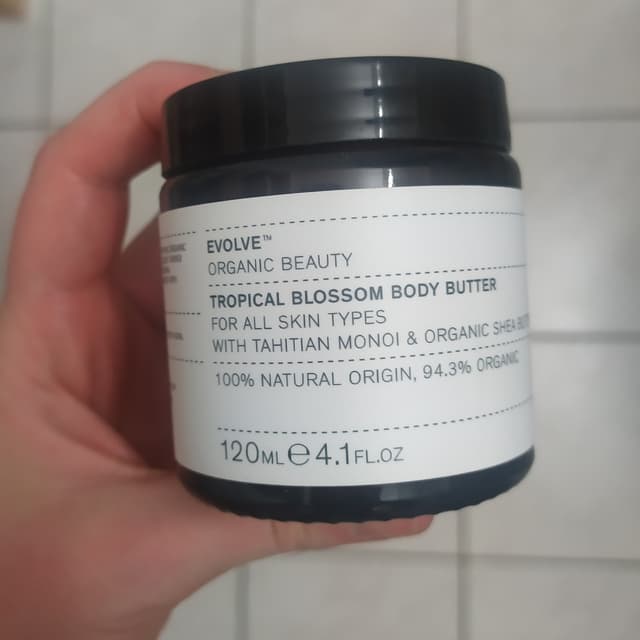 EVOLVE™
ORGANIC BEAUTY
TROPICAL BLOSSOM BODY BUTTER
FOR ALL SKIN TYPES
WITH TAHITIAN MONOI & ORGANIC SHEA
100% NATURAL ORIGIN, 94.3% ORGANIC
120ML ℮ 4.1FL.OZ